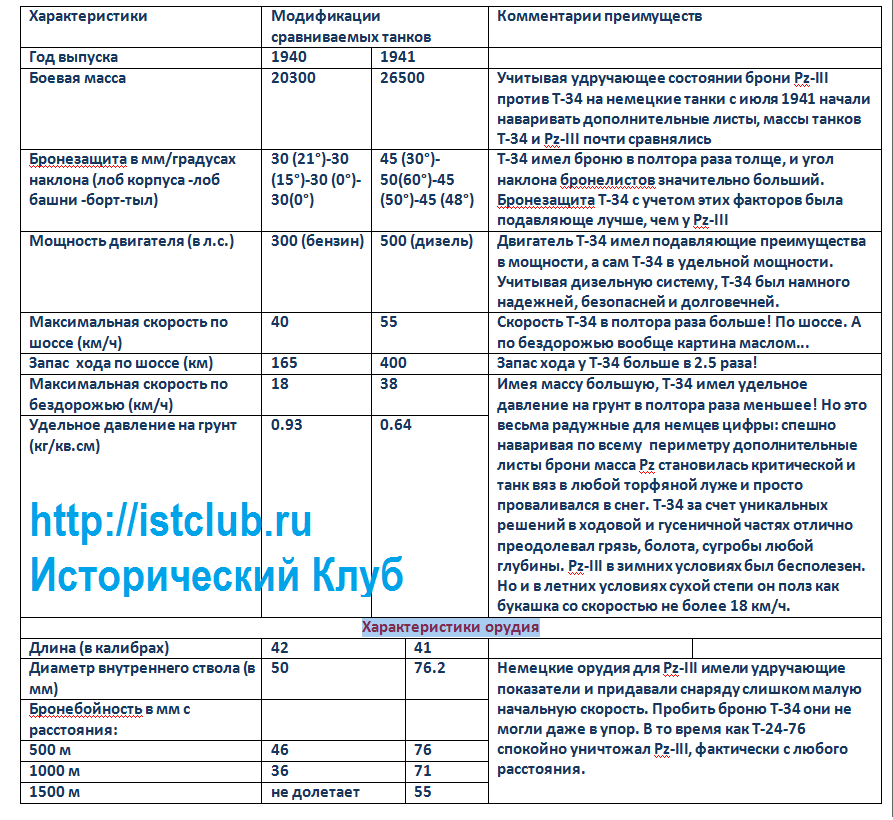 Характеристики
Модификации
сравниваемых танков
Комментарии преимуществ
Год выпуска
1940
1941
Боевая масса
20300
26500
Учитывая удручающее состоянии брони Pz-III
против Т-34 на немецкие танки с июля 1941 начали
наваривать дополнительные листы, массы танков
Т-34 и Pz-III почти сравнялись
Бронезащита в мм/градусах
наклона (лоб корпуса -лоб
башни -борт-тыл)
30 (21°)-30
(15°)-30 (0°)-
30(0°)
45 (30°)-
50(60°)-45
(50°)-45 (48°)
Т-34 имел броню в полтора раза толще, и угол
наклона бронелистов значительно больший.
Бронезащита Т-34 с учетом этих факторов была
подавляюще лучше, чем у Pz-III
Мощность двигателя (в л.с.)
300 (бензин)
500 (дизель)
Двигатель Т-34 имел подавляющие преимущества
в мощности, а сам Т-34 в удельной мощности.
Учитывая дизельную систему, Т-34 был намного
надежней, безопасней и долговечней.
Максимальная скорость по
шоссе (км/ч)
40
55
Скорость Т-34 в полтора раза больше! По шоссе. А
по бездорожью вообще картина маслом...
Запас хода по шоссе (км)
165
400
Запас хода у Т-34 больше в 2.5 раза!
Максимальная скорость по
бездорожью (км/ч)
18
38
Имея массу большую, Т-34 имел удельное
давление на грунт в полтора раза меньшее! Но это
весьма радужные для немцев цифры: спешно
наваривая по всему периметру дополнительные
листы брони масса Pz становилась критической и
танк вяз в любой торфяной луже и просто
проваливался в снег. Т-34 за счет уникальных
решений в ходовой и гусеничной частях отлично
преодолевал грязь, болота, сугробы любой
глубины. Pz-III в зимних условиях был бесполезен.
Но и в летних условиях сухой степи он полз как
букашка со скоростью не более 18 км/ч.
Удельное давление на грунт
(кг/кв.см)
0.93
0.64
http://istclub.ru
Исторический Клуб
Характеристики орудия
Длина (в калибрах)
42
41
Диаметр внутреннего ствола (в
мм)
50
76.2
Немецкие орудия для Pz-III имели удручающие
показатели и придавали снаряду слишком малую
начальную скорость. Пробить броню Т-34 они не
могли даже в упор. В то время как Т-24-76
спокойно уничтожал Pz-III, фактически с любого
расстояния.
Бронебойность в мм с
расстояния:
500 м
46
76
1000 м
36
71
1500 м
не долетает
55